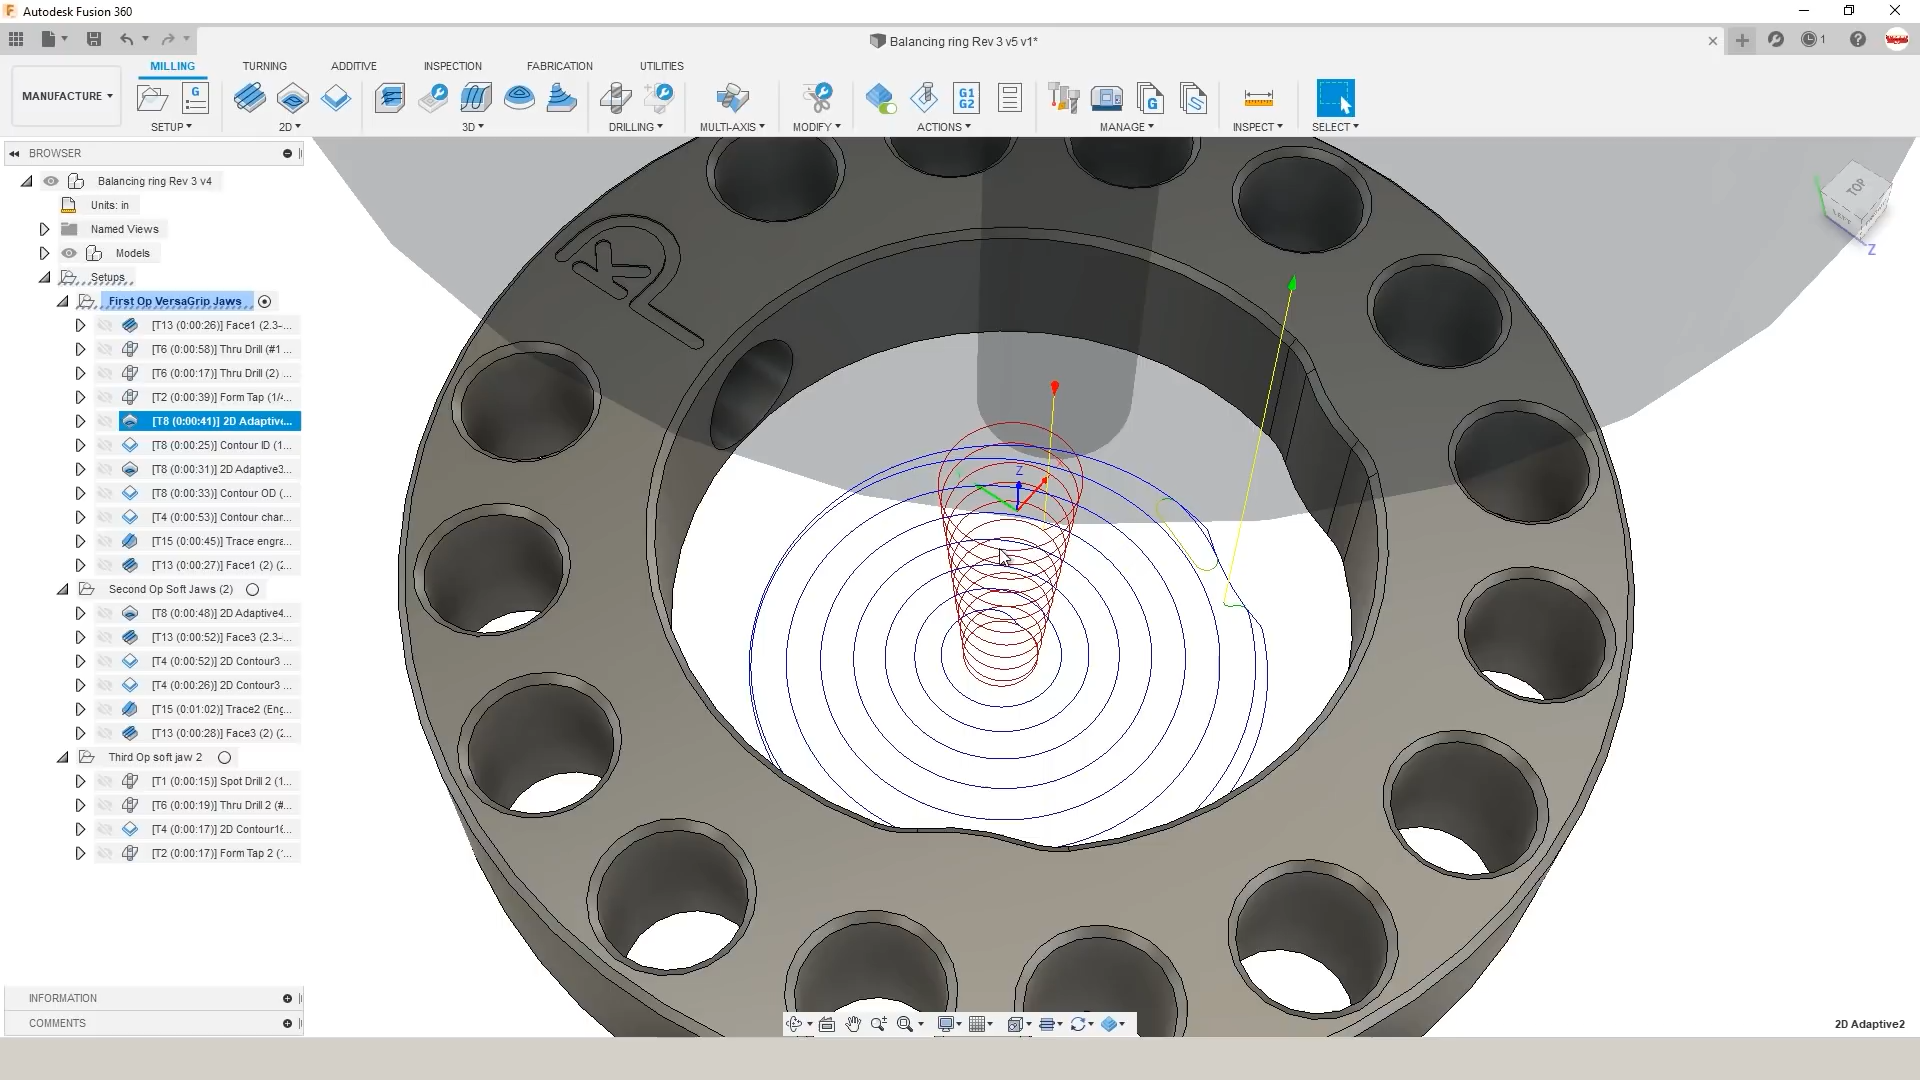 Autodesk Fusion 360
Balancing ring Rev 3 v5 v1*
1
MANUFACTURE
MILLING
TURNING
ADDITIVE
INSPECTION
FABRICATION
UTILITIES
G
G1
G2
G
SETUP
2D
3D
DRILLING
MULTI-AXIS
MODIFY
ACTIONS
MANAGE
INSPECT
SELECT
BROWSER
Balancing ring Rev 3 v4
Units: in
Named Views
Models
Setups
First Op VersaGrip Jaws
[T13 (0:00:26)] Face1 (2.3-...
[T6 (0:00:58)] Thru Drill (#1 ...
[T6 (0:00:17)] Thru Drill (2) ...
[T2 (0:00:39)] Form Tap (1/4...
[T8 (0:00:41)] 2D Adaptive...
[T8 (0:00:25)] Contour ID (1...
[T8 (0:00:31)] 2D Adaptive3...
[T8 (0:00:33)] Contour OD (...
[T4 (0:00:53)] Contour char...
[T15 (0:00:45)] Trace engra...
[T13 (0:00:27)] Face1 (2) (2...
Second Op Soft Jaws (2)
[T8 (0:00:48)] 2D Adaptive4...
[T13 (0:00:52)] Face3 (2.3-...
[T4 (0:00:52)] 2D Contour3 ...
[T4 (0:00:26)] 2D Contour3 ...
[T15 (0:01:02)] Trace2 (Eng...
[T13 (0:00:28)] Face3 (2) (2...
Third Op soft jaw 2
[T1 (0:00:15)] Spot Drill 2 (1...
[T6 (0:00:19)] Thru Drill 2 (#...
[T4 (0:00:17)] 2D Contour16...
[T2 (0:00:17)] Form Tap 2 (...
INFORMATION
COMMENTS
TOP
LEFT
Z
Z
2D Adaptive2